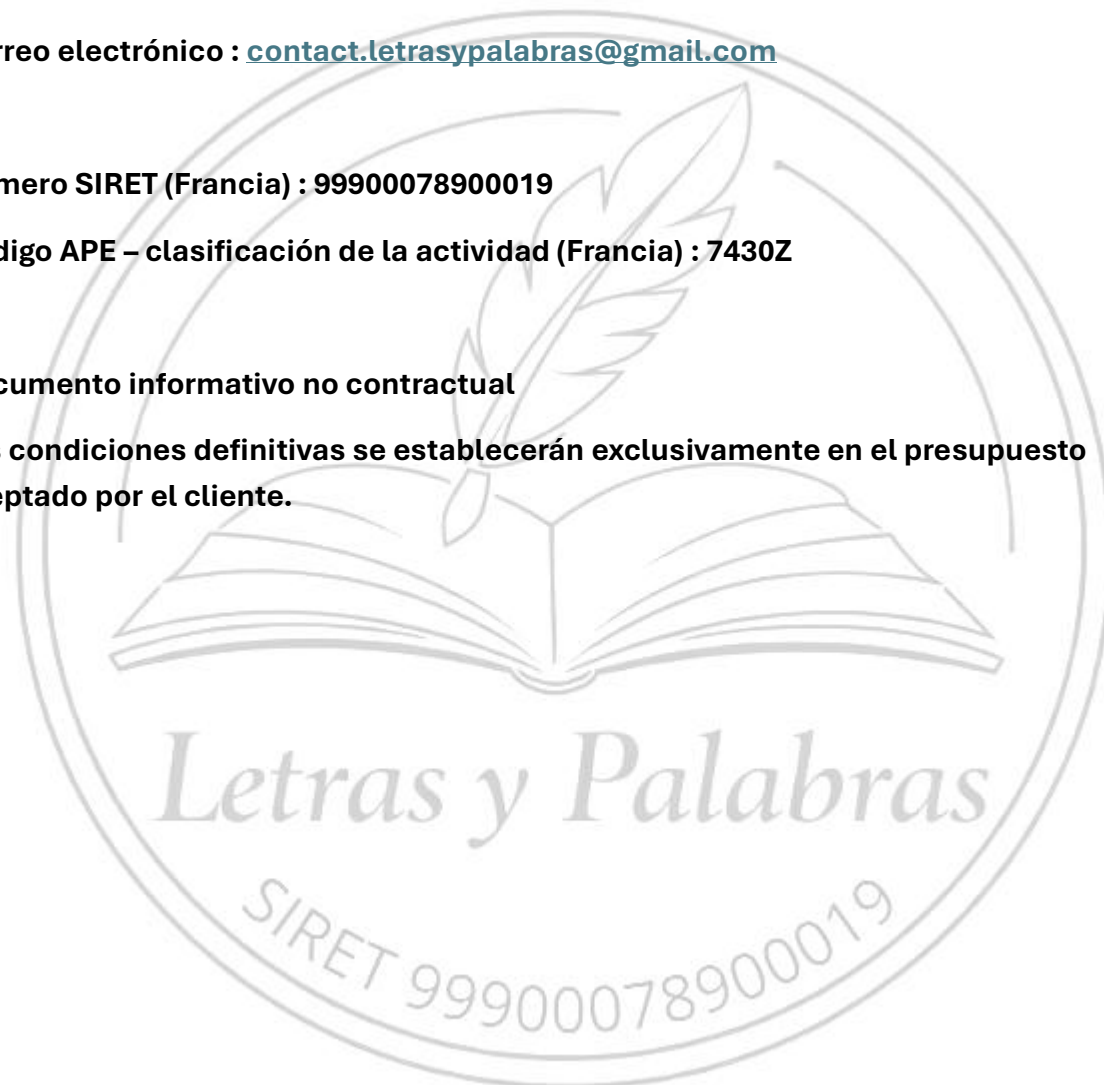 rreo electrónico : contact.letrasypalabras@gmail.com
mero SIRET (Francia) : 99900078900019
digo APE – clasificación de la actividad (Francia) : 7430Z
cumento informativo no contractual
s condiciones definitivas se establecerán exclusivamente en el presupuesto
eptado por el cliente.
Letras y Palabras
SIRET 99900078900019